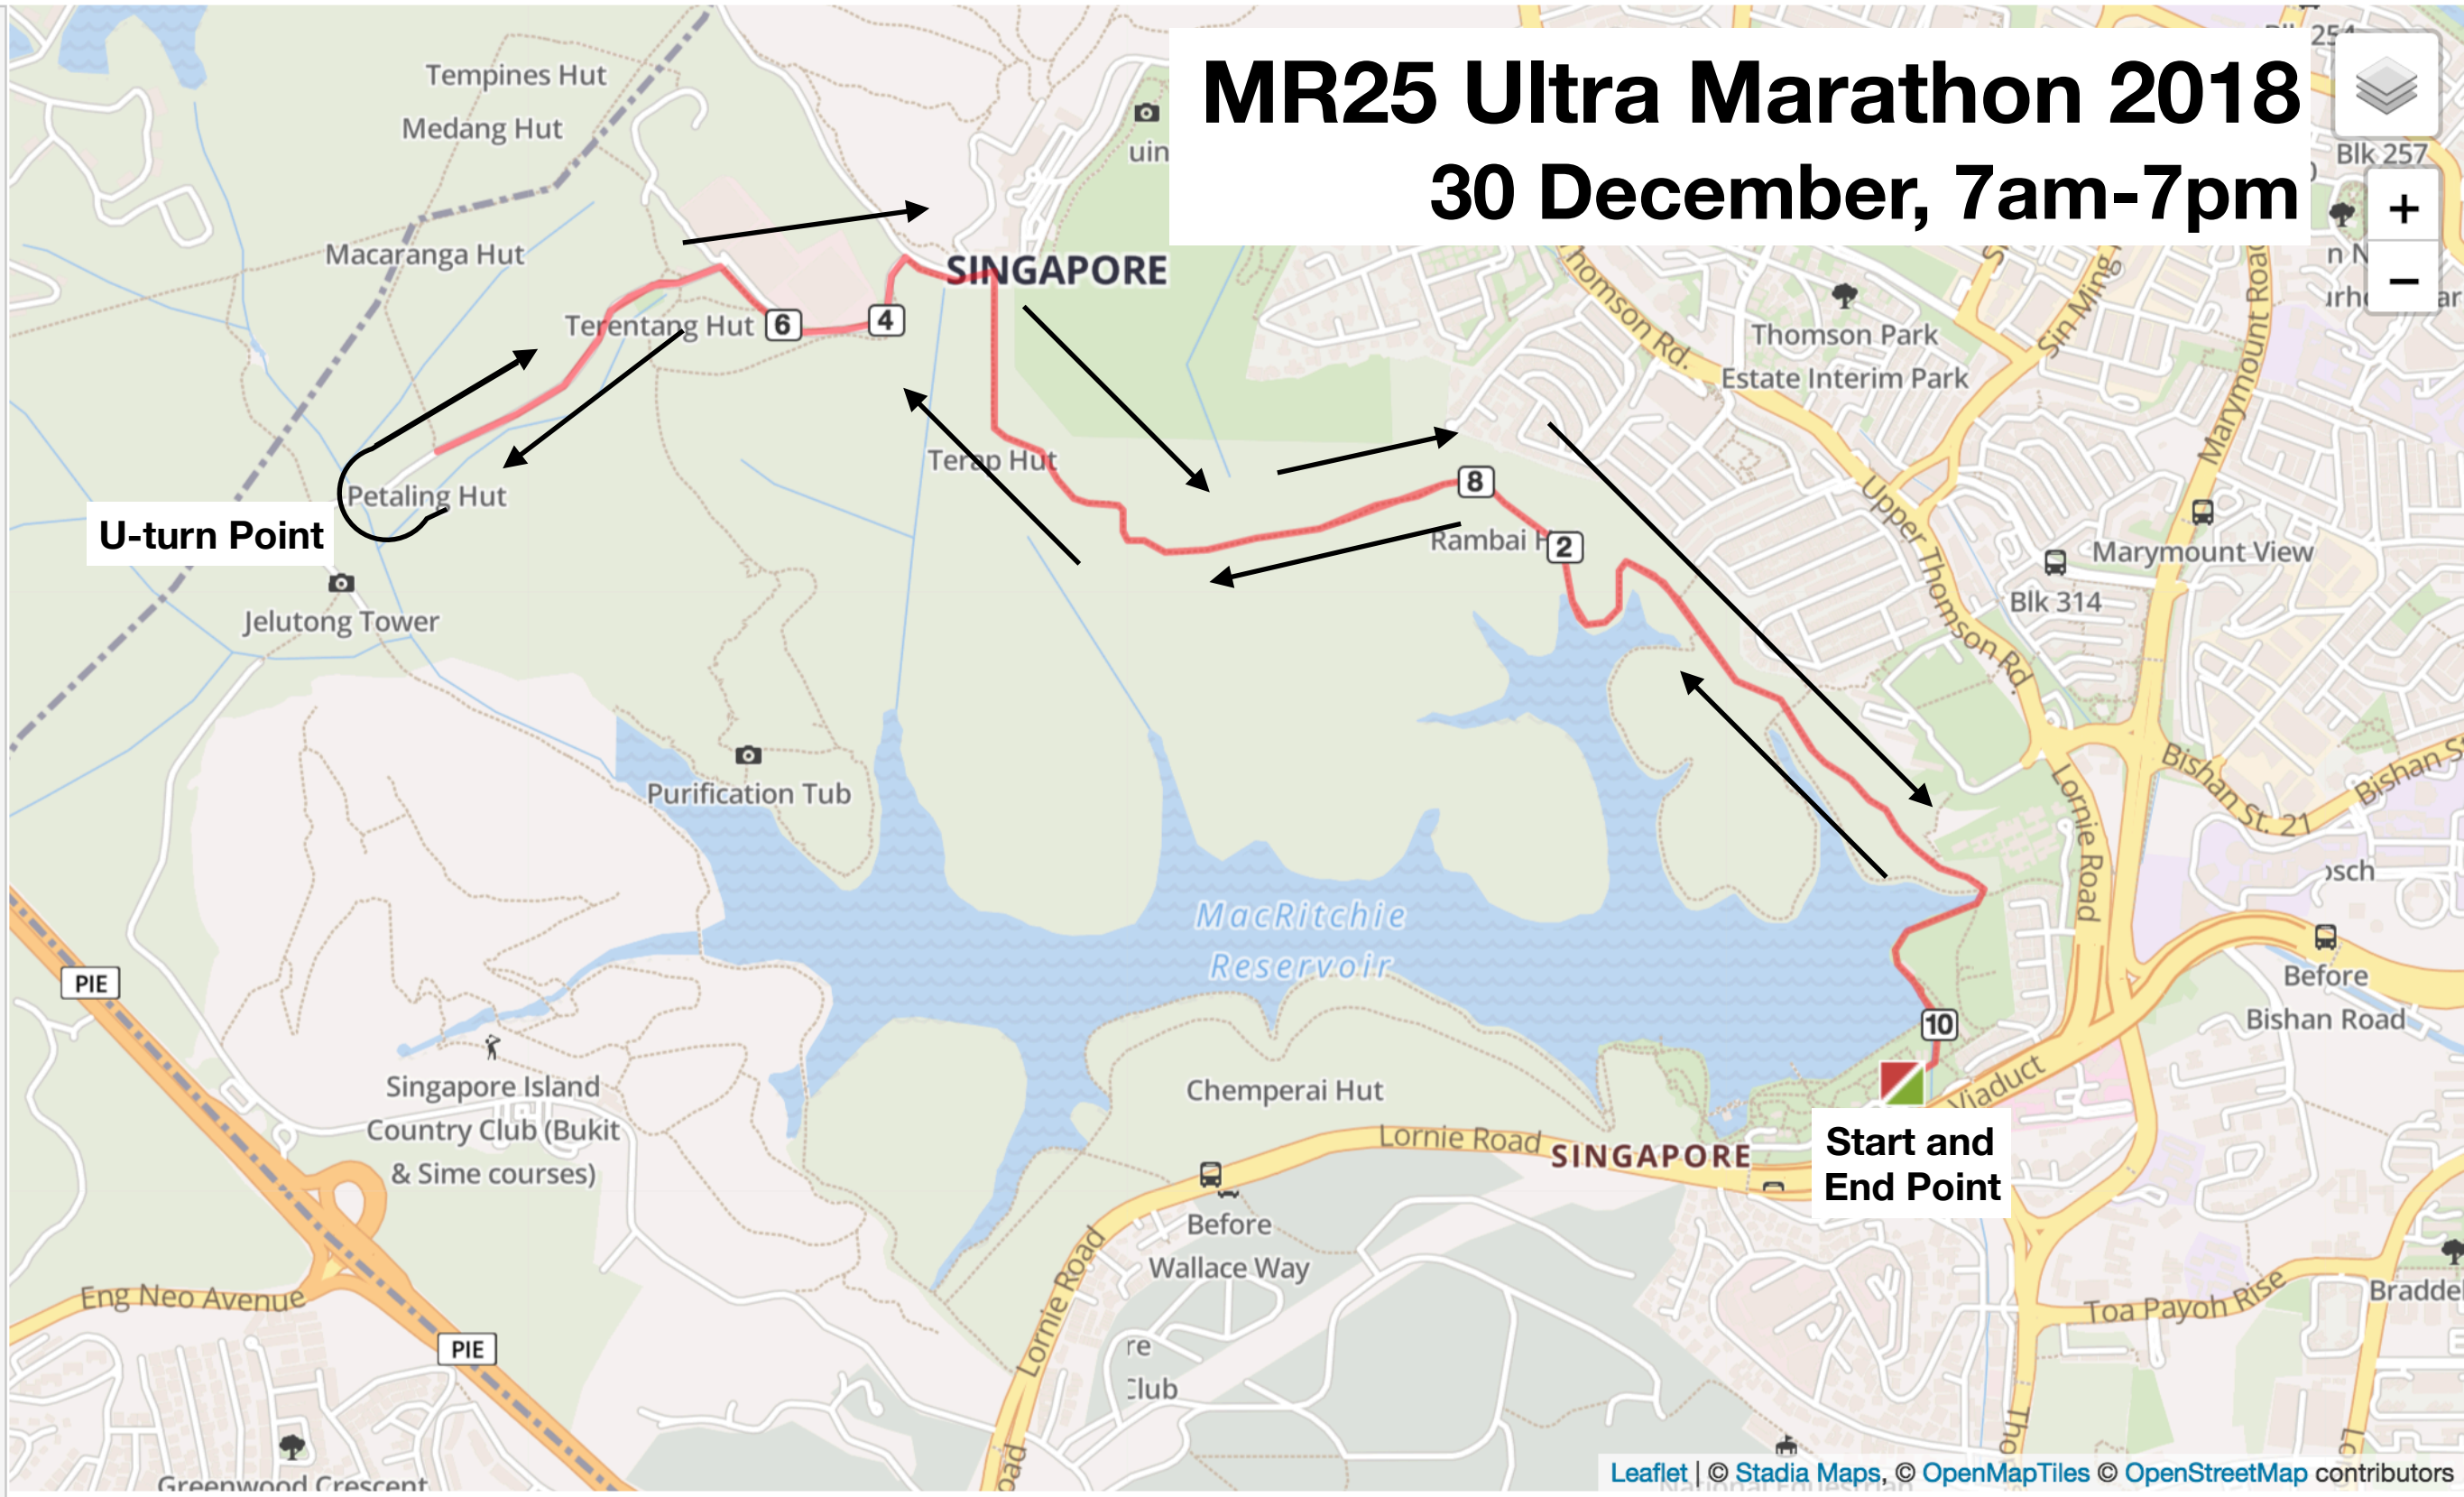 MR25 Ultra Marathon 2018
30 December, 7am-7pm
Tempines Hut
Medang Hut
Macaranga Hut
SINGAPORE
Blk 257
+
−
Terentang Hut
6
4
Thomson Rd.
Thomson Park
Estate Interim Park
Sin Ming
Marymount Road
Terap Hut
Petaling Hut
U-turn Point
8
Rambai
2
Upper Thomson Rd.
Marymount View
Blk 314
Jelutong Tower
Purification Tub
Bishan St. 21
Bishan
Lornie Road
MacRitchie
Reservoir
PIE
Before
Bishan Road
10
Singapore Island
Country Club (Bukit
& Sime courses)
Chemperai Hut
Viaduct
Lornie Road
SINGAPORE
Start and
End Point
Before
Wallace Way
Lornie Road
Eng Neo Avenue
PIE
Toa Payoh Rise
Greenwood Crescent
Leaflet | © Stadia Maps, © OpenMapTiles © OpenStreetMap contributors